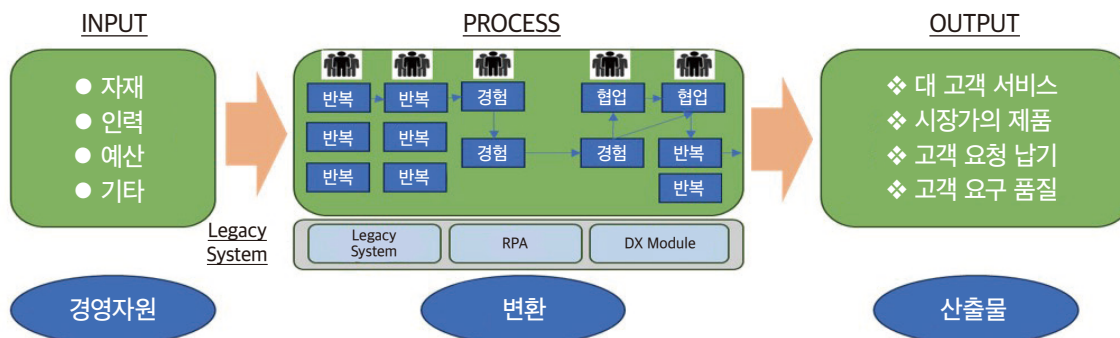 INPUT
PROCESS
OUTPUT
● 자재
● 인력
● 예산
● 기타
반복 반복 경험 협업 협업
반복 반복 경험 경험 반복
반복 반복 반복
❖ 대 고객 서비스
❖ 시장가의 제품
❖ 고객 요청 납기
❖ 고객 요구 품질
Legacy
System
Legacy
System
RPA
DX Module
경영자원
변환
산출물